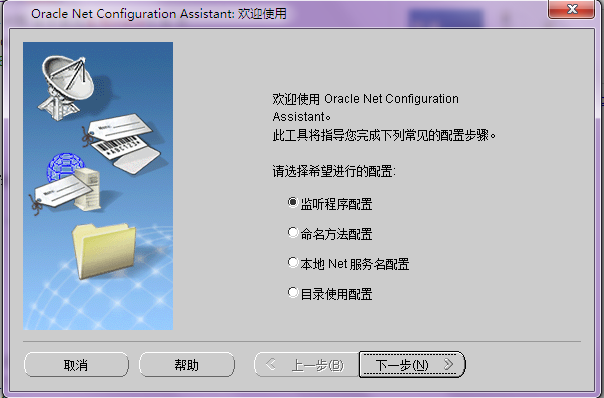 Oracle Net Configuration Assistant: 欢迎使用
欢迎使用 Oracle Net Configuration
Assistant。
此工具将指导您完成下列常见的配置步骤。
请选择希望进行的配置:
监听程序配置
命名方法配置
本地 Net 服务名配置
目录使用配置
取消
帮助
上一步(B)
下一步(N)